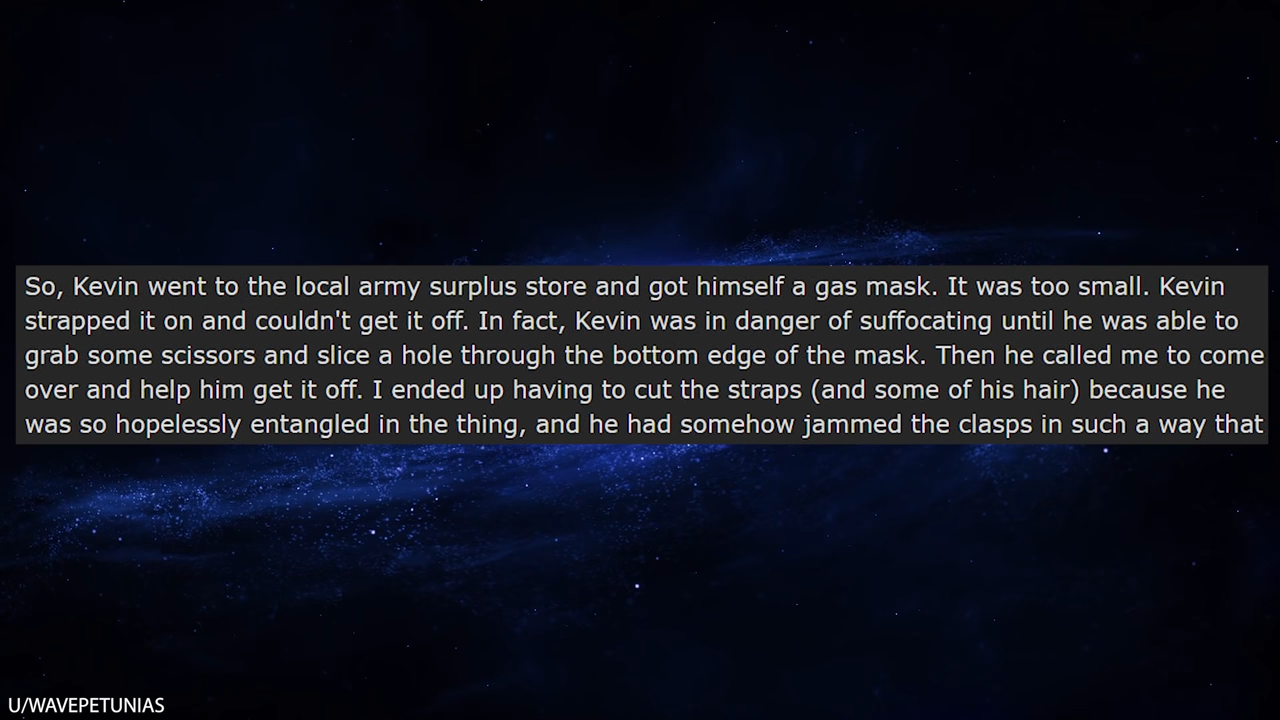 So, Kevin went to the local army surplus store and got himself a gas mask. It was too small. Kevin
strapped it on and couldn't get it off. In fact, Kevin was in danger of suffocating until he was able to
grab some scissors and slice a hole through the bottom edge of the mask. Then he called me to come
over and help him get it off. I ended up having to cut the straps (and some of his hair) because he
was so hopelessly entangled in the thing, and he had somehow jammed the clasps in such a way that
U/WAVEPETUNIAS